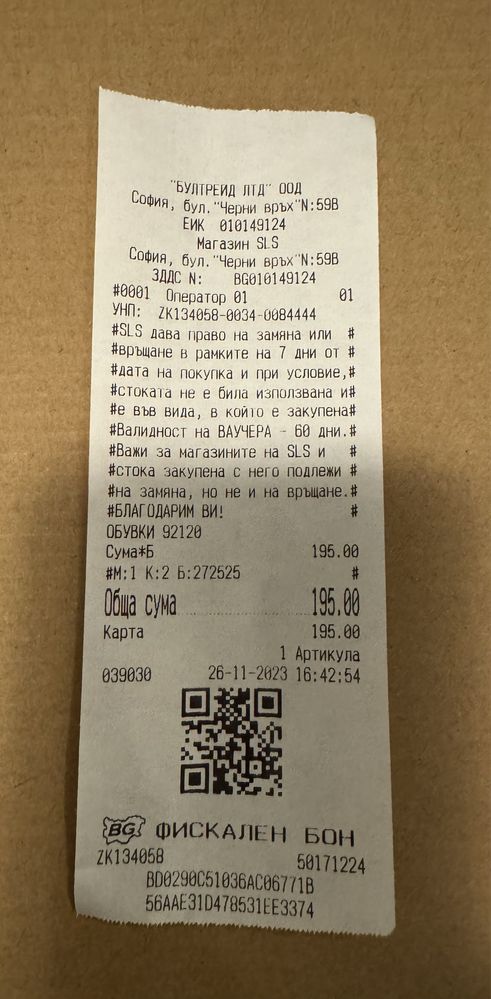 "БУЛТРЕЙД ЛТД" ООД
София, бул."Черни връх"N:59В
ЕИК 010149124
Магазин SLS
София, бул."Черни връх"N:59В
ЗДДС N: BG010149124
#0001 Оператор 01 01
УНП: ZK134058-0034-0084444
#SLS дава право на замяна или #
#връщане в рамките на 7 дни от #
#дата на покупка и при условие,#
#стоката не е била използвана и#
#е във вида, в който е закупена#
#Валидност на ВАУЧЕРА - 60 дни.#
#Важи за магазините на SLS и #
#стока закупена с него подлежи #
#на замяна, но не и на връщане.#
#БЛАГОДАРИМ ВИ! #
ОБУВКИ 92120
Сума*Б 195.00
#М:1 К:2 Б:272525 #
Обща сума 195.00
Карта 195.00
1 Артикула
039030 26-11-2023 16:42:54
BG ФИСКАЛЕН БОН
ZK134058 50171224
BD0290C51036AC06771B
56AAE31D478531EE3374